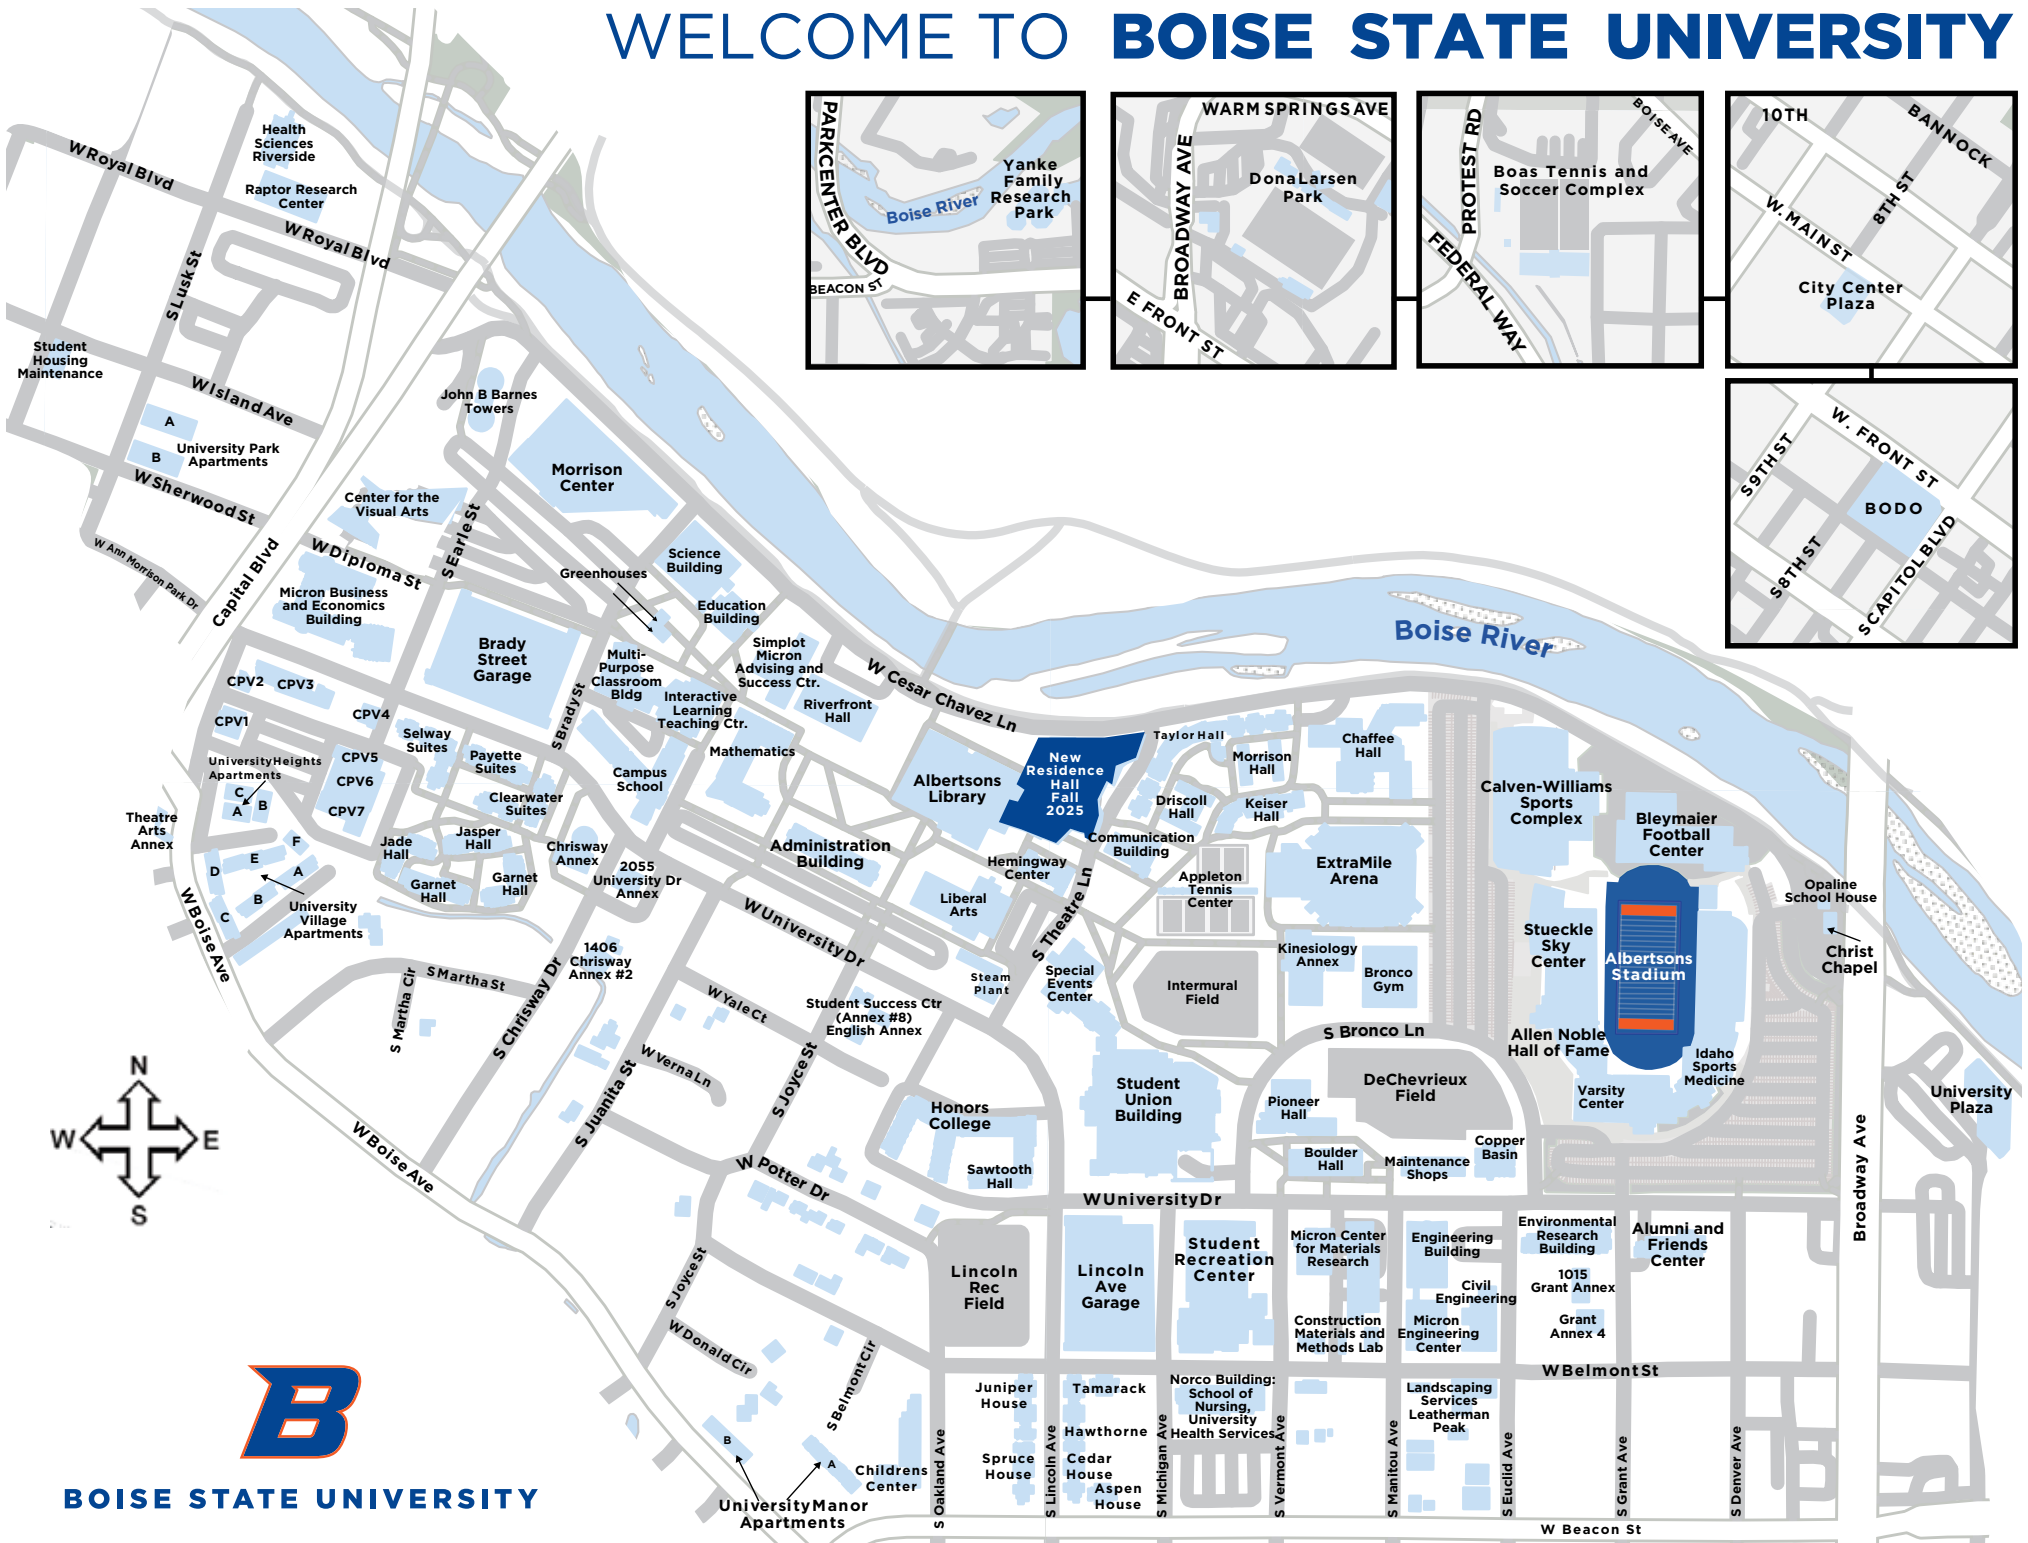 WELCOME TO BOISE STATE UNIVERSITY
PARKCENTER BLVD
BEACON ST
Boise River
Yanke
Family
Research
Park
WARM SPRINGS AVE
BROADWAY AVE
Dona Larsen
Park
E FRONT ST
PROTEST RD
BOISE AVE
Boas Tennis and
Soccer Complex
FEDERAL WAY
10TH
BANNOCK
8TH ST
W. MAIN ST
City Center
Plaza
W. FRONT ST
S 9TH ST
BODO
S 8TH ST
S CAPITOL BLVD
Health
Sciences
Riverside
W Royal Blvd
Raptor Research
Center
W Royal Blvd
S Lusk St
Student
Housing
Maintenance
W Island Ave
A
B
University Park
Apartments
W Sherwood St
W Ann Morrison Park Dr
Capital Blvd
John B Barnes
Towers
Morrison
Center
Center for the
Visual Arts
S Earle St
W Diploma St
Micron Business
and Economics
Building
Greenhouses
Science
Building
Education
Building
Brady
Street
Garage
S Brady St
Multi-
Purpose
Classroom
Bldg
Interactive
Learning
Teaching Ctr.
Simplot
Micron
Advising and
Success Ctr.
Riverfront
Hall
W Cesar Chavez Ln
Boise River
CPV2
CPV3
CPV1
CPV4
CPV5
CPV6
CPV7
Selway
Suites
Payette
Suites
Clearwater
Suites
Campus
School
Mathematics
University Heights
Apartments
C
B
A
Theatre
Arts
Annex
F
E
A
D
B
C
University
Village
Apartments
W Boise Ave
Jade
Hall
Jasper
Hall
Garnet
Hall
Garnet
Hall
Chrisway
Annex
2055
University Dr
Annex
Administration
Building
Albertsons
Library
New
Residence
Hall
Fall
2025
Taylor Hall
Morrison
Hall
Chaffee
Hall
Driscoll
Hall
Keiser
Hall
Communication
Building
Hemingway
Center
Liberal
Arts
S Theatre Ln
Appleton
Tennis
Center
ExtraMile
Arena
Calven-Williams
Sports
Complex
Bleymaier
Football
Center
Opaline
School House
Christ
Chapel
Stueckle
Sky
Center
Albertsons
Stadium
Allen Noble
Hall of Fame
Idaho
Sports
Medicine
Varsity
Center
University
Plaza
Broadway Ave
W University Dr
1406
Chrisway
Annex #2
S Martha St
S Martha Cir
S Chrisway Dr
W Yale Ct
Steam
Plant
Special
Events
Center
Student Success Ctr
(Annex #8)
English Annex
W Verna Ln
S Juanita St
S Joyce St
Kinesiology
Annex
Bronco
Gym
Intermural
Field
S Bronco Ln
DeChevrieux
Field
Student
Union
Building
Pioneer
Hall
Honors
College
Sawtooth
Hall
Boulder
Hall
Maintenance
Shops
Copper
Basin
W Boise Ave
W Potter Dr
W University Dr
N
W
E
S
Lincoln
Rec
Field
Lincoln
Ave
Garage
Student
Recreation
Center
Micron Center
for Materials
Research
Engineering
Building
Civil
Engineering
Environmental
Research
Building
1015
Grant Annex
Grant
Annex 4
Alumni and
Friends
Center
Construction
Materials and
Methods Lab
Micron
Engineering
Center
S Joyce St
W Donald Cir
S Belmont Cir
W Belmont St
Juniper
House
Tamarack
Norco Building:
School of
Nursing,
University
Health Services
Landscaping
Services
Leatherman
Peak
Hawthorne
Spruce
House
Cedar
House
Aspen
House
Childrens
Center
B
A
University Manor
Apartments
S Oakland Ave
S Lincoln Ave
S Michigan Ave
S Vermont Ave
S Manitou Ave
S Euclid Ave
S Grant Ave
S Denver Ave
W Beacon St
B
BOISE STATE UNIVERSITY